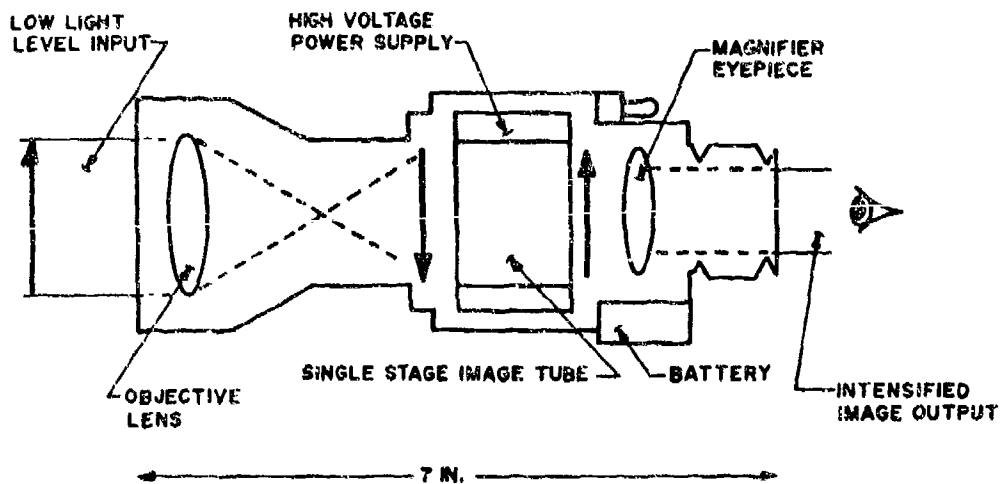 LOW LIGHT
LEVEL INPUT
HIGH VOLTAGE
POWER SUPPLY
MAGNIFIER
EYEPIECE
SINGLE STAGE IMAGE TUBE
BATTERY
OBJECTIVE
LENS
INTENSIFIED
IMAGE OUTPUT
7 IN.